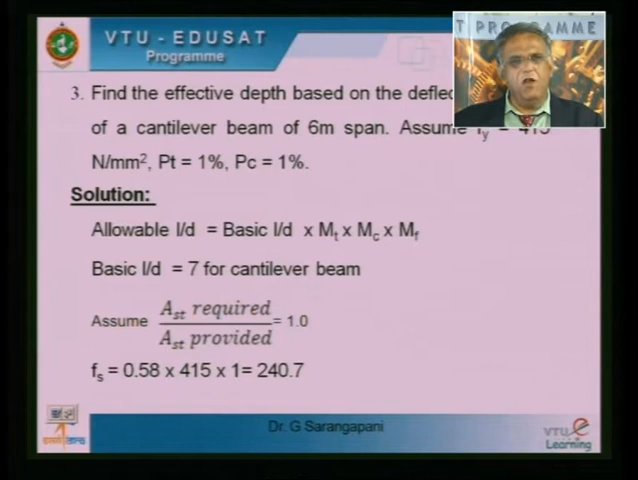 VTU - EDUSAT
Programme
T PROGRAMME
3. Find the effective depth based on the deflec
of a cantilever beam of 6m span. Assume fy = 415
N/mm², Pt = 1%, Pc = 1%.
Solution:
Allowable l/d = Basic l/d x Mt x Mc x Mf
Basic l/d = 7 for cantilever beam
Assume Ast required / Ast provided = 1.0
fs = 0.58 x 415 x 1= 240.7
Dr. G Sarangapani
VTU e
Learning